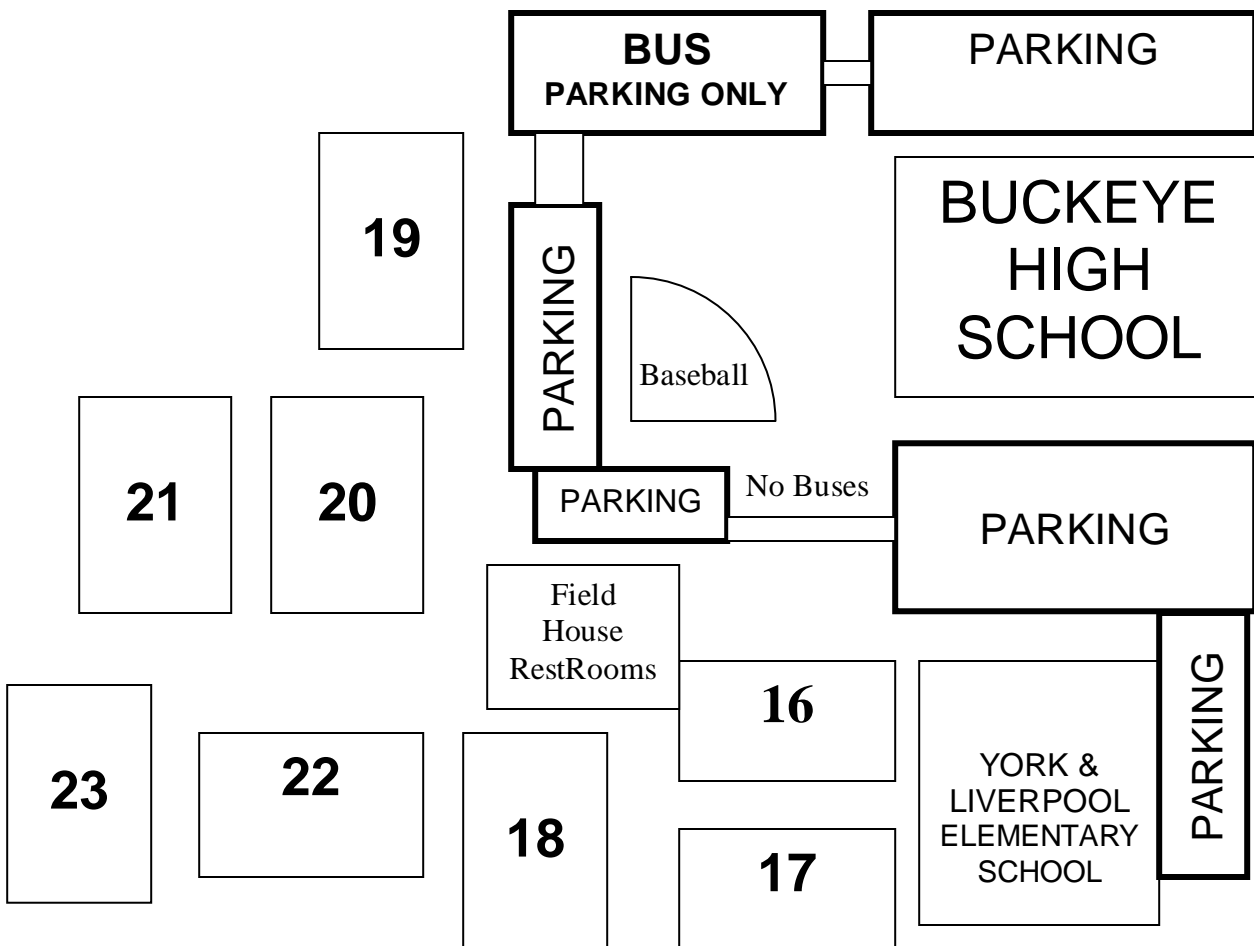 BUS
PARKING ONLY
PARKING
19
PARKING
Baseball
BUCKEYE
HIGH
SCHOOL
21
20
PARKING
No Buses
PARKING
Field
House
RestRooms
16
PARKING
23
22
18
17
YORK &
LIVERPOOL
ELEMENTARY
SCHOOL